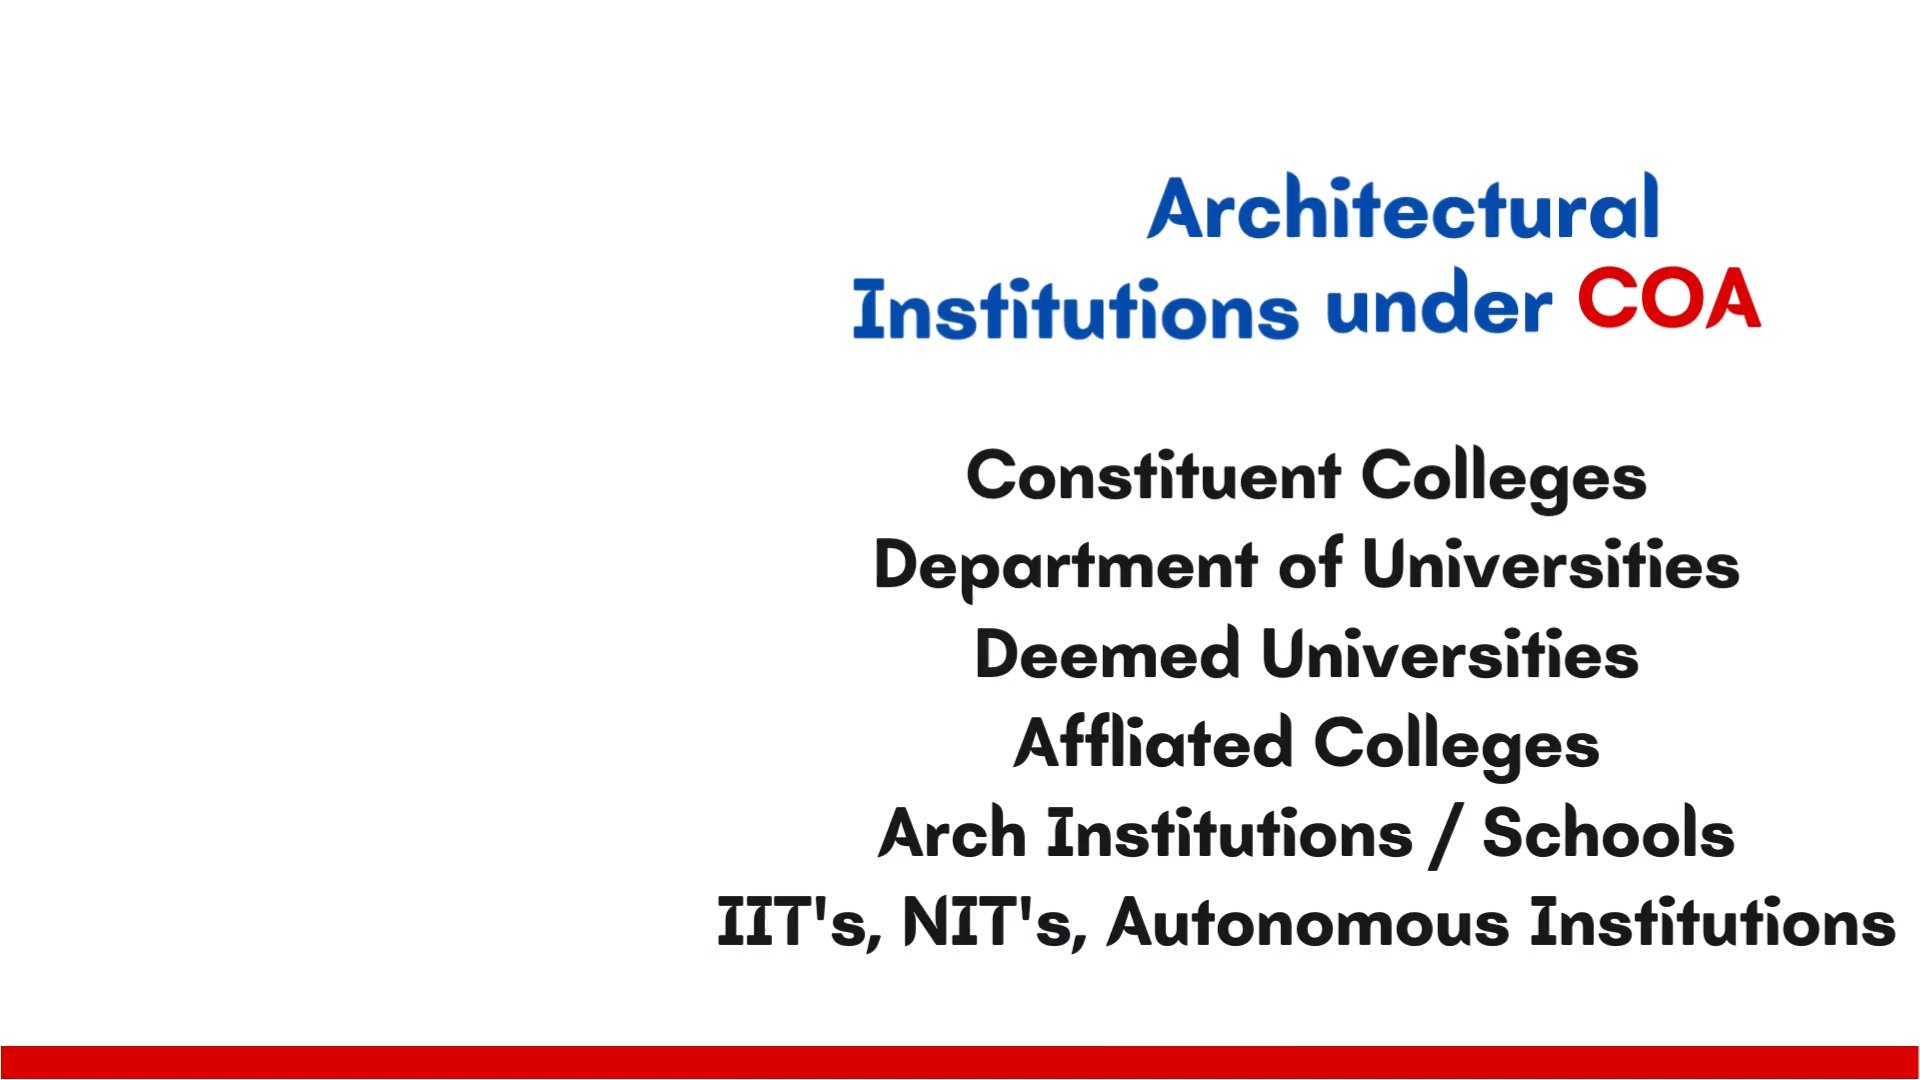 Architectural
Institutions under COA
Constituent Colleges
Department of Universities
Deemed Universities
Affliated Colleges
Arch Institutions / Schools
IIT's, NIT's, Autonomous Institutions